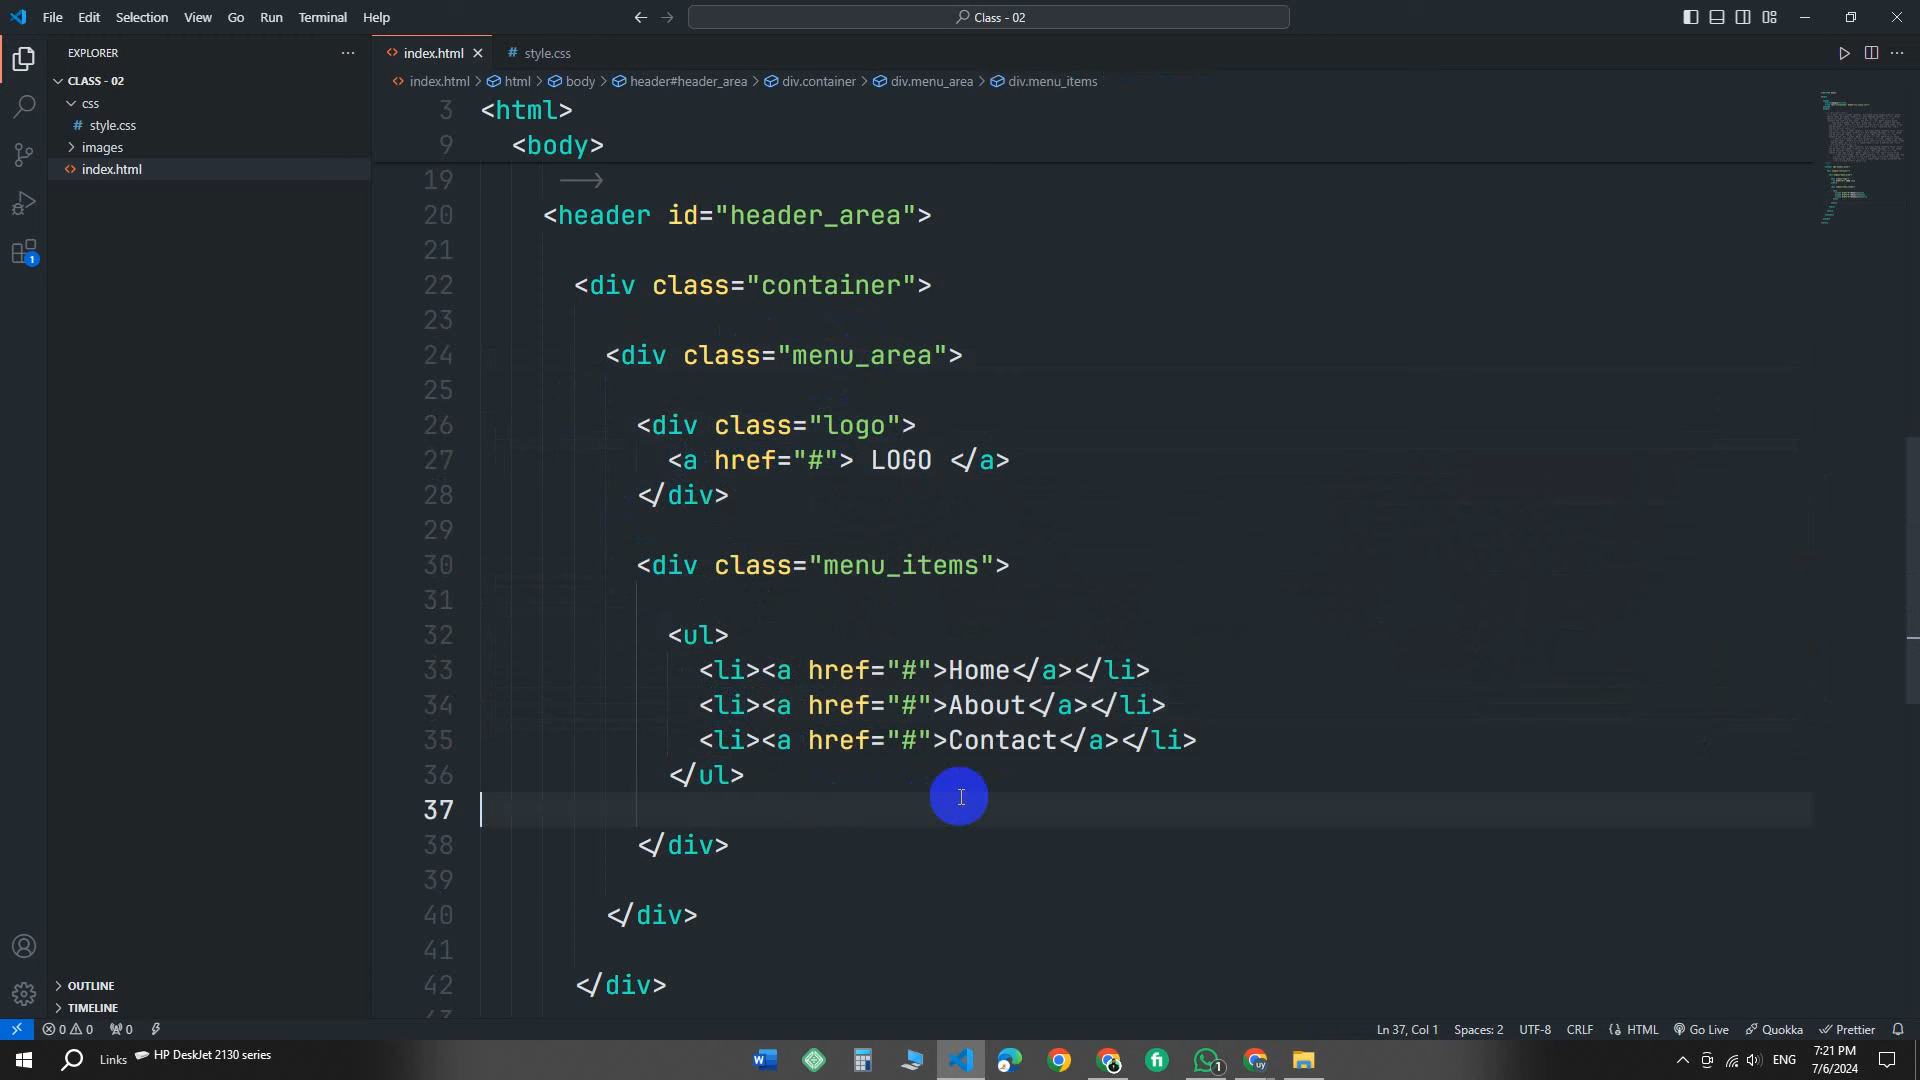 File Edit Selection View Go Run Terminal Help
Class - 02
EXPLORER
CLASS - 02
css
# style.css
images
<> index.html
OUTLINE
TIMELINE
<> index.html
# style.css
<> index.html > html > body > header#header_area > div.container > div.menu_area > div.menu_items
3 <html>
9 <body>
19 -->
20 <header id="header_area">
21
22 <div class="container">
23
24 <div class="menu_area">
25
26 <div class="logo">
27 <a href="#"> LOGO </a>
28 </div>
29
30 <div class="menu_items">
31
32 <ul>
33 <li><a href="#">Home</a></li>
34 <li><a href="#">About</a></li>
35 <li><a href="#">Contact</a></li>
36 </ul>
37
38 </div>
39
40 </div>
41
42 </div>
1
0 0 0
Ln 37, Col 1 Spaces: 2 UTF-8 CRLF HTML Go Live Quokka Prettier
Links HP DeskJet 2130 series
1
uy
ENG
7:21 PM
7/6/2024